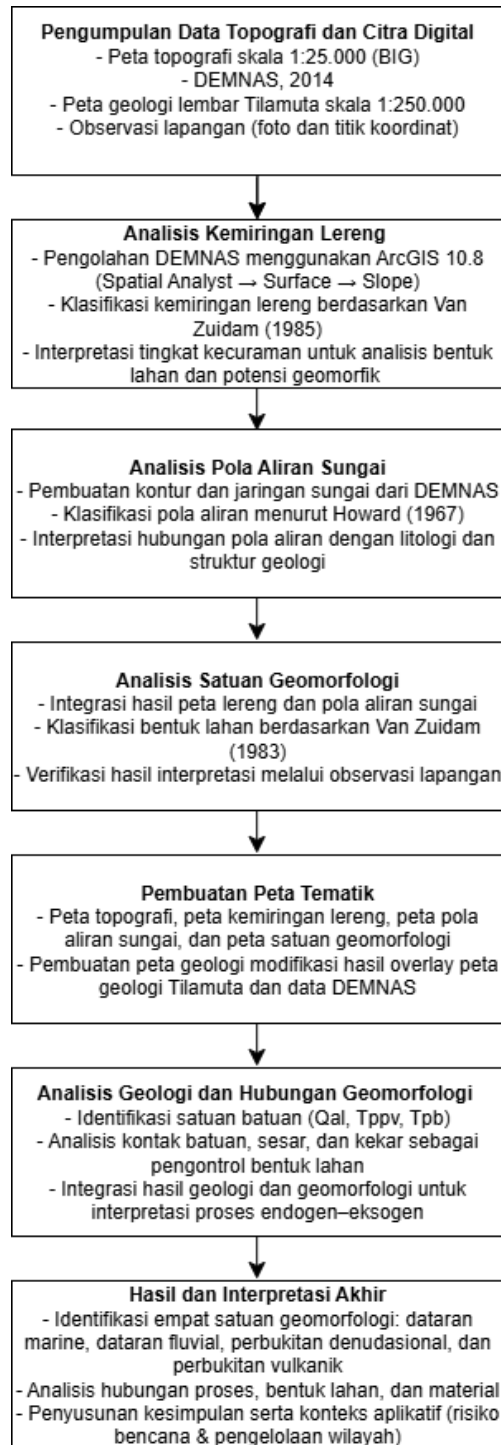 Pengumpulan Data Topografi dan Citra Digital
- Peta topografi skala 1:25.000 (BIG)
- DEMNAS, 2014
- Peta geologi lembar Tilamuta skala 1:250.000
- Observasi lapangan (foto dan titik koordinat)
Analisis Kemiringan Lereng
- Pengolahan DEMNAS menggunakan ArcGIS 10.8
(Spatial Analyst → Surface → Slope)
- Klasifikasi kemiringan lereng berdasarkan Van
Zuidam (1985)
- Interpretasi tingkat kecuraman untuk analisis bentuk
lahan dan potensi geomorfik
Analisis Pola Aliran Sungai
- Pembuatan kontur dan jaringan sungai dari DEMNAS
- Klasifikasi pola aliran menurut Howard (1967)
- Interpretasi hubungan pola aliran dengan litologi dan
struktur geologi
Analisis Satuan Geomorfologi
- Integrasi hasil peta lereng dan pola aliran sungai
- Klasifikasi bentuk lahan berdasarkan Van Zuidam
(1983)
- Verifikasi hasil interpretasi melalui observasi lapangan
Pembuatan Peta Tematik
- Peta topografi, peta kemiringan lereng, peta pola
aliran sungai, dan peta satuan geomorfologi
- Pembuatan peta geologi modifikasi hasil overlay peta
geologi Tilamuta dan data DEMNAS
Analisis Geologi dan Hubungan Geomorfologi
- Identifikasi satuan batuan (Qal, Tppv, Tpb)
- Analisis kontak batuan, sesar, dan kekar sebagai
pengontrol bentuk lahan
- Integrasi hasil geologi dan geomorfologi untuk
interpretasi proses endogen–eksogen
Hasil dan Interpretasi Akhir
- Identifikasi empat satuan geomorfologi: dataran
marine, dataran fluvial, perbukitan denudasional, dan
perbukitan vulkanik
- Analisis hubungan proses, bentuk lahan, dan material
- Penyusunan kesimpulan serta konteks aplikatif (risiko
bencana & pengelolaan wilayah)